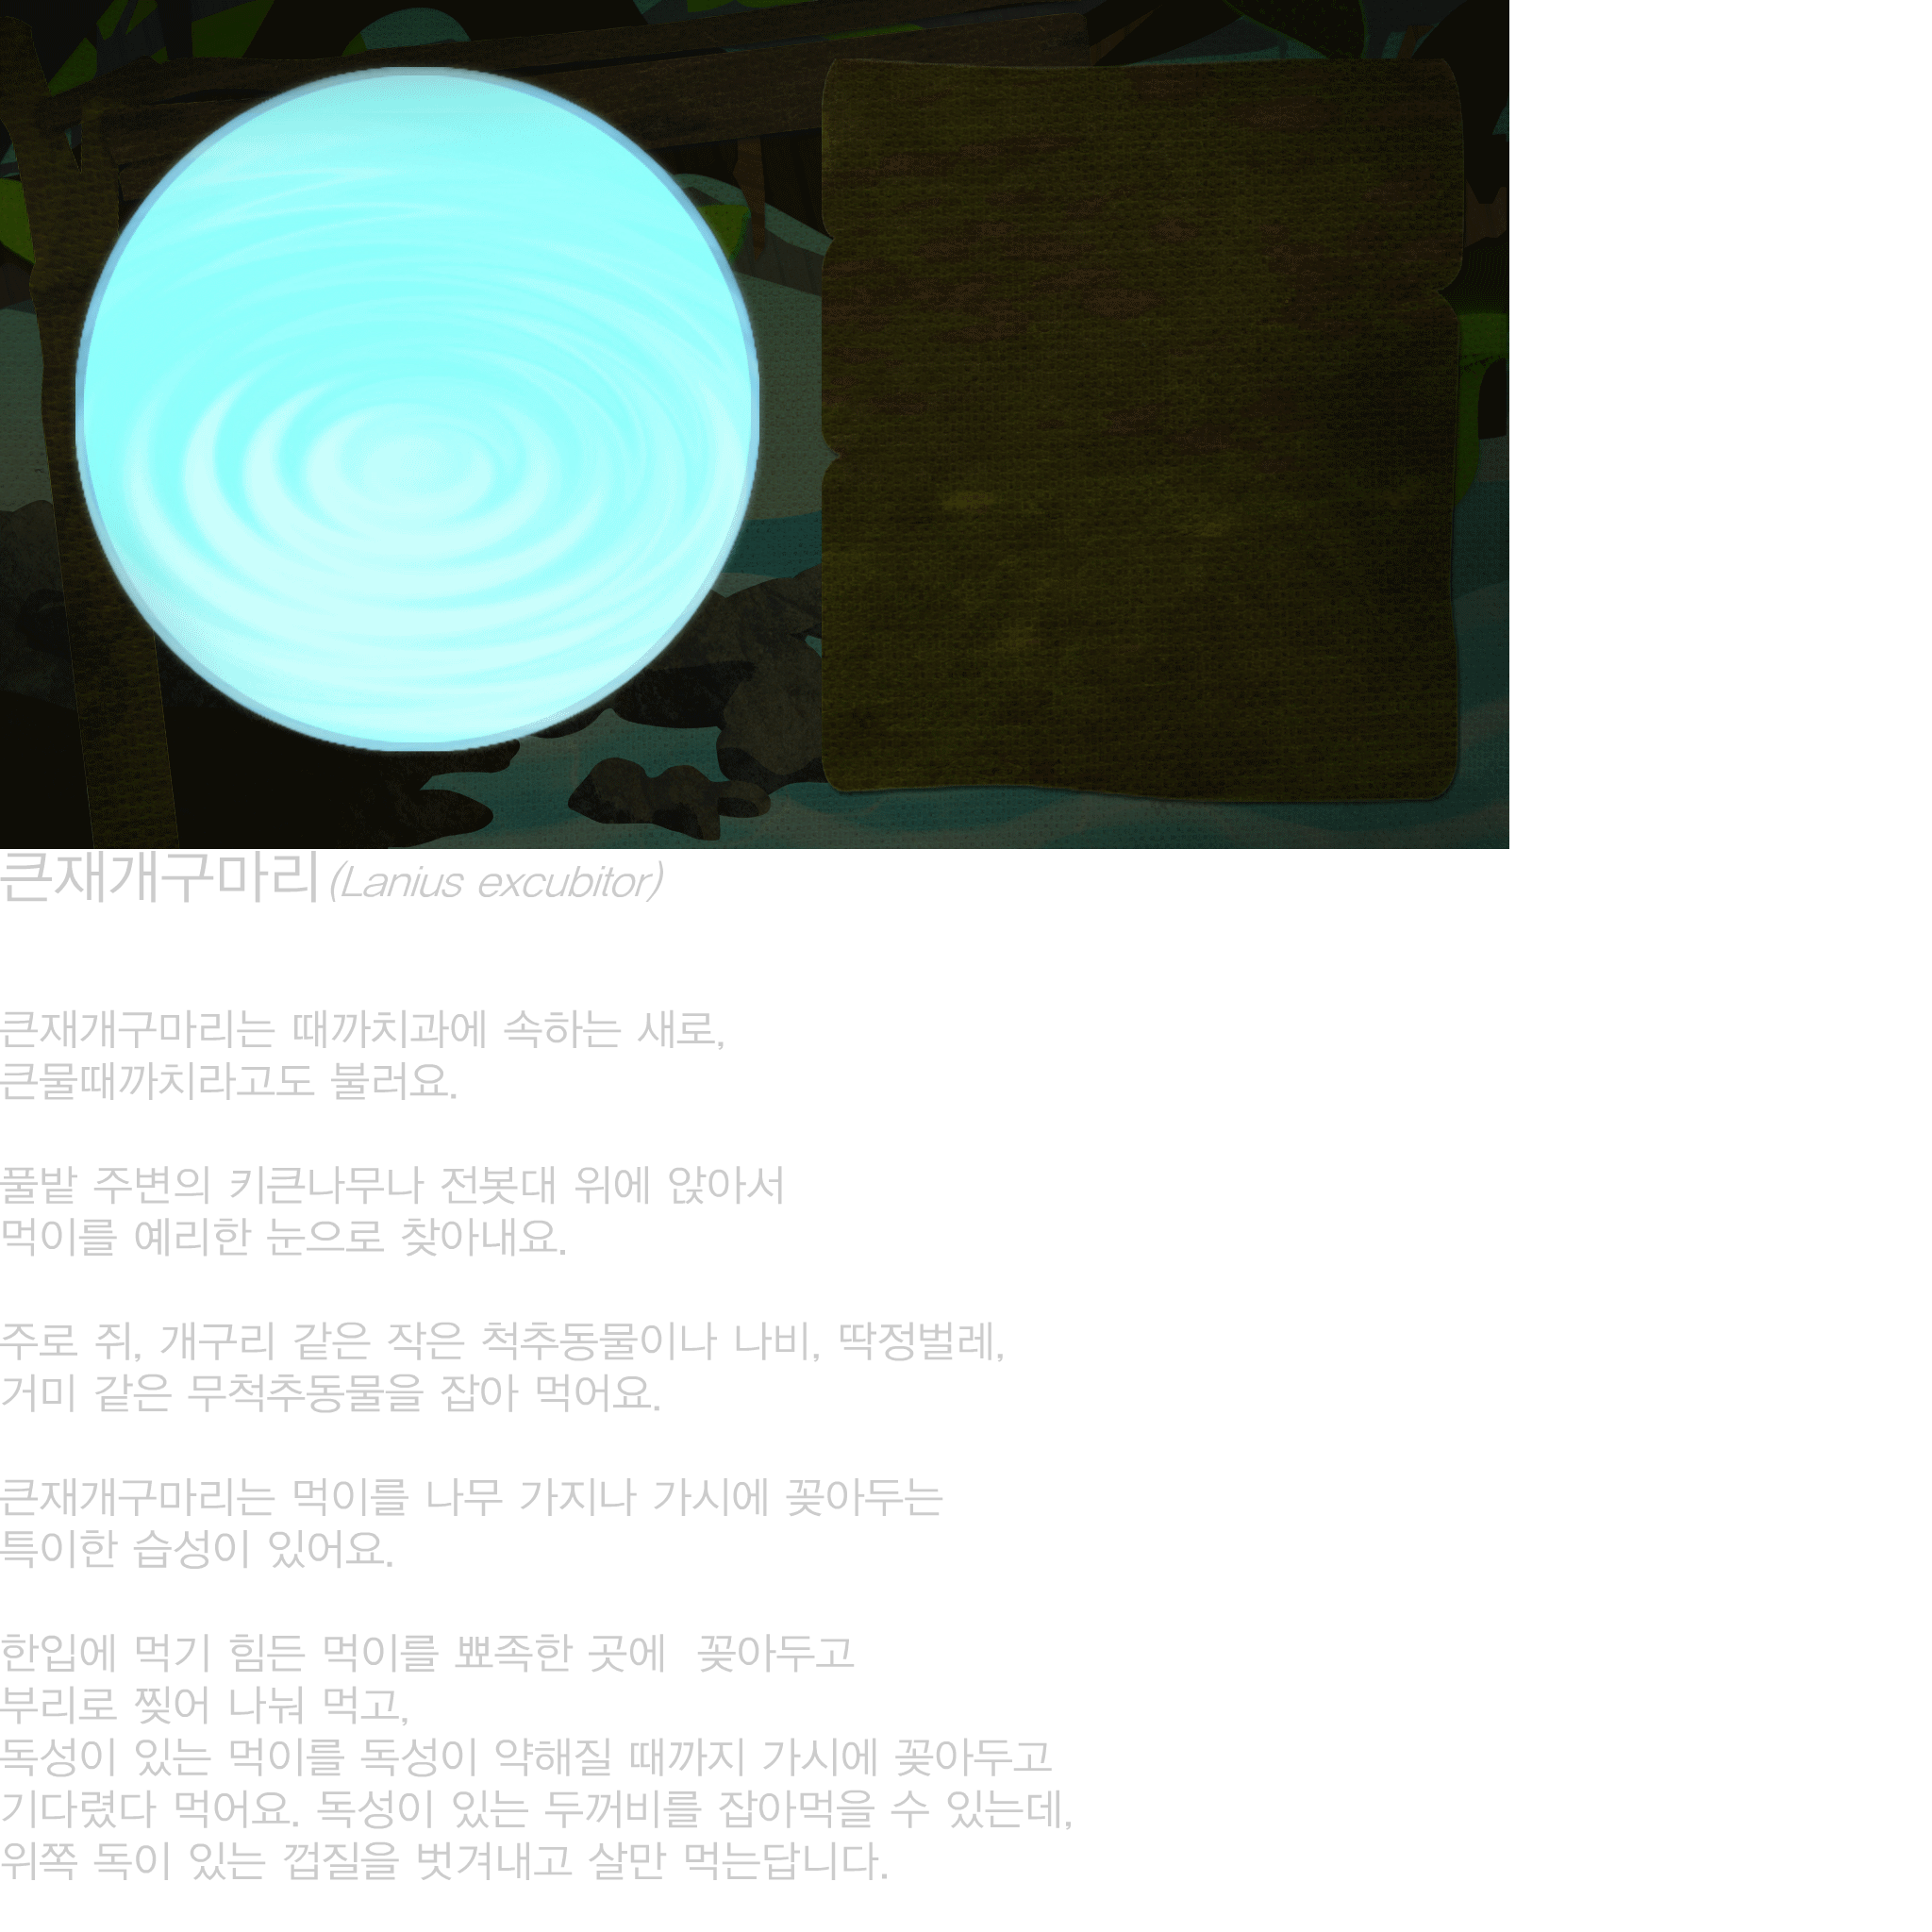 큰재개구마리 (Lanius excubitor)
큰재개구마리는 때까치과에 속하는 새로,
큰물때까치라고도 불러요.
풀밭 주변의 키큰나무나 전봇대 위에 앉아서
먹이를 예리한 눈으로 찾아내요.
주로 쥐, 개구리 같은 작은 척추동물이나 나비, 딱정벌레,
거미 같은 무척추동물을 잡아 먹어요.
큰재개구마리는 먹이를 나무 가지나 가시에 꽂아두는
특이한 습성이 있어요.
한입에 먹기 힘든 먹이를 뾰족한 곳에 꽂아두고
부리로 찢어 나눠 먹고,
독성이 있는 먹이를 독성이 약해질 때까지 가시에 꽂아두고
기다렸다 먹어요. 독성이 있는 두꺼비를 잡아먹을 수 있는데,
위쪽 독이 있는 껍질을 벗겨내고 살만 먹는답니다.